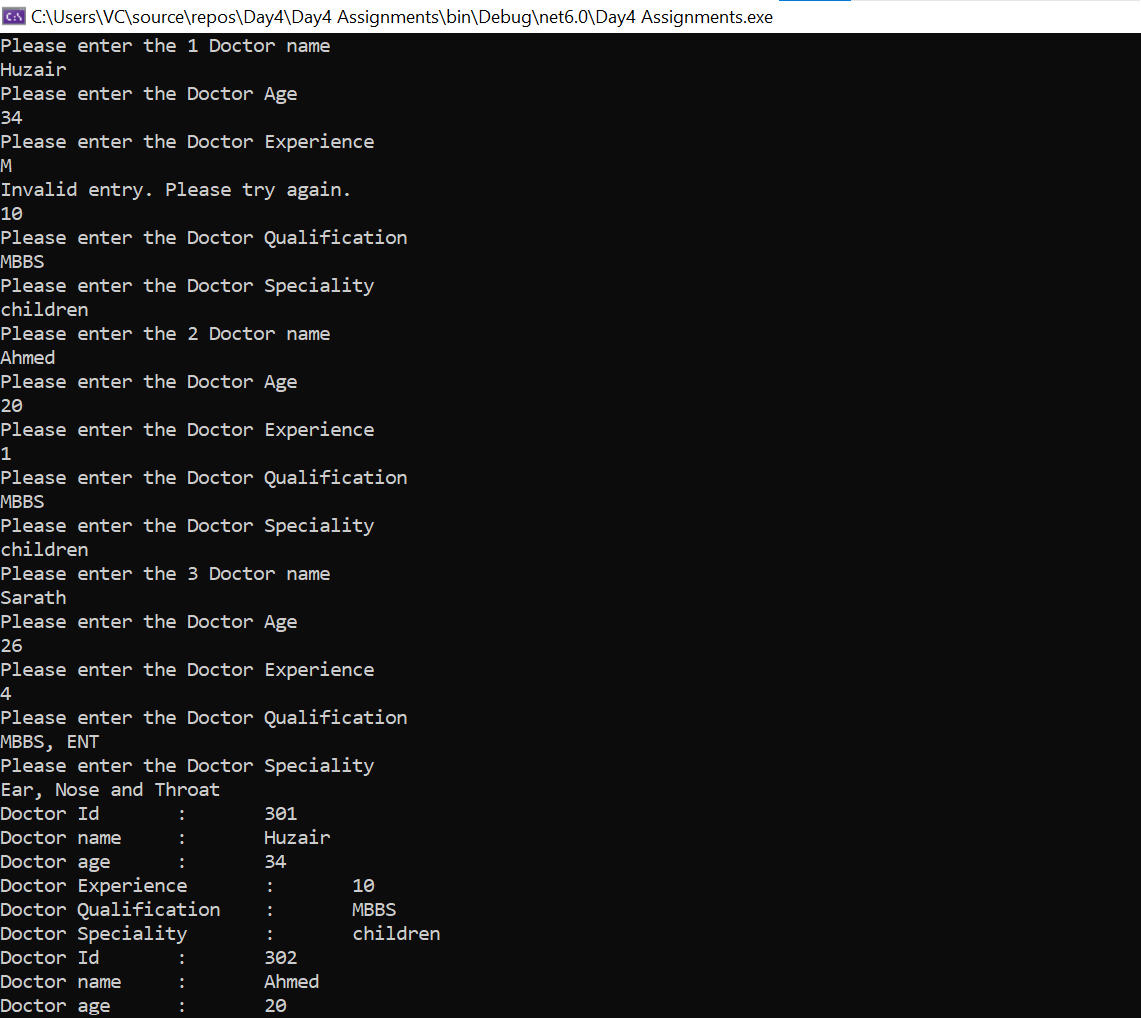 C:\Users\VC\source\repos\Day4\Day4 Assignments\bin\Debug\net6.0\Day4 Assignments.exe
Please enter the 1 Doctor name
Huzair
Please enter the Doctor Age
34
Please enter the Doctor Experience
M
Invalid entry. Please try again.
10
Please enter the Doctor Qualification
MBBS
Please enter the Doctor Speciality
children
Please enter the 2 Doctor name
Ahmed
Please enter the Doctor Age
20
Please enter the Doctor Experience
1
Please enter the Doctor Qualification
MBBS
Please enter the Doctor Speciality
children
Please enter the 3 Doctor name
Sarath
Please enter the Doctor Age
26
Please enter the Doctor Experience
4
Please enter the Doctor Qualification
MBBS, ENT
Please enter the Doctor Speciality
Ear, Nose and Throat
Doctor Id : 301
Doctor name : Huzair
Doctor age : 34
Doctor Experience : 10
Doctor Qualification : MBBS
Doctor Speciality : children
Doctor Id : 302
Doctor name : Ahmed
Doctor age : 20